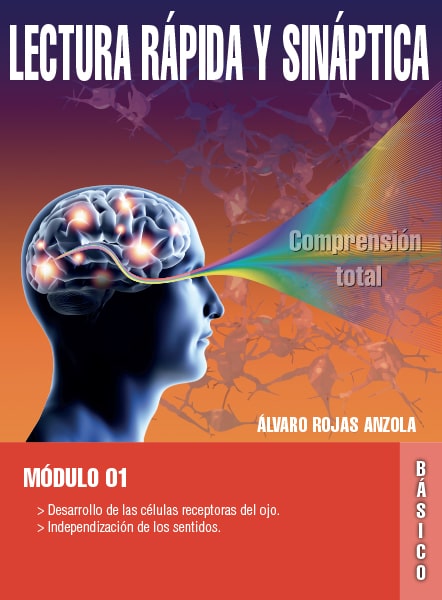 LECTURA RÁPIDA Y SINÁPTICA
Comprensión
total
ÁLVARO ROJAS ANZOLA
MÓDULO 01
> Desarrollo de las células receptoras del ojo.
> Independización de los sentidos.
BÁSICO